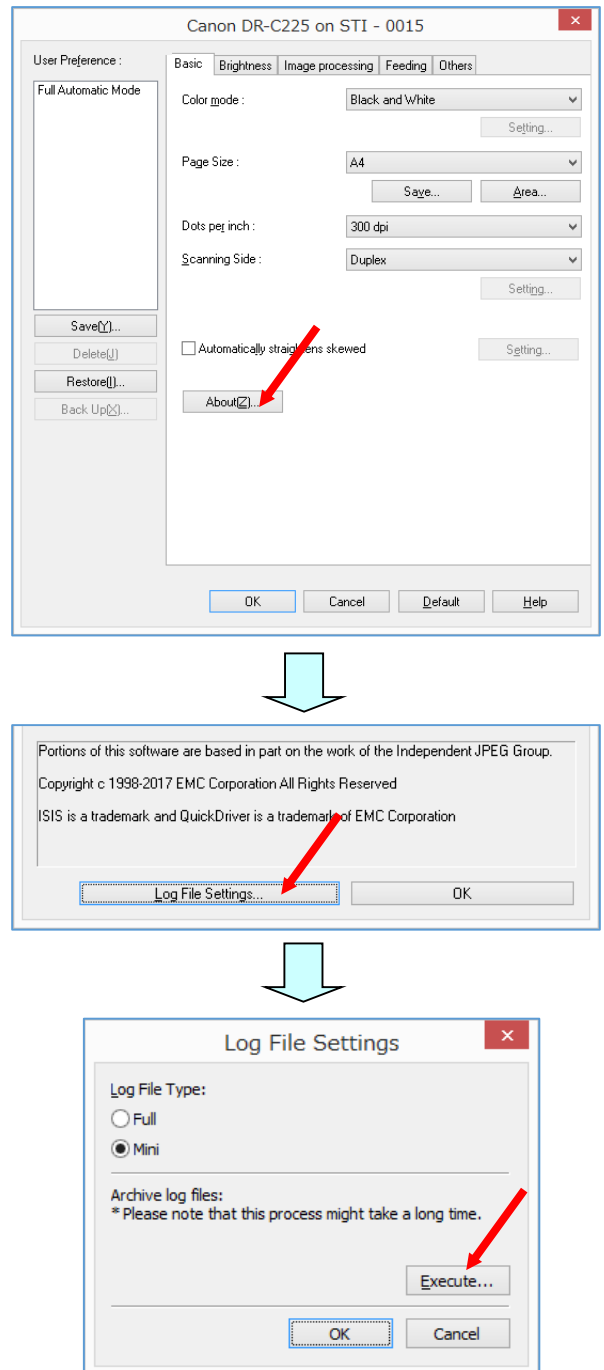 Canon DR-C225 on STI - 0015
×
User Preference :
Full Automatic Mode
Save(Y)...
Delete(J)
Restore(I)...
Back Up(X)...
Basic Brightness Image processing Feeding Others
Color mode : Black and White
Setting...
Page Size : A4
Save... Area...
Dots per inch : 300 dpi
Scanning Side : Duplex
Setting...
Automatically straightens skewed Setting...
About(Z)...
OK Cancel Default Help
Portions of this software are based in part on the work of the Independent JPEG Group.
Copyright c 1998-2017 EMC Corporation All Rights Reserved
ISIS is a trademark and QuickDriver is a trademark of EMC Corporation
Log File Settings... OK
Log File Settings
×
Log File Type:
Full
Mini
Archive log files:
* Please note that this process might take a long time.
Execute...
OK Cancel